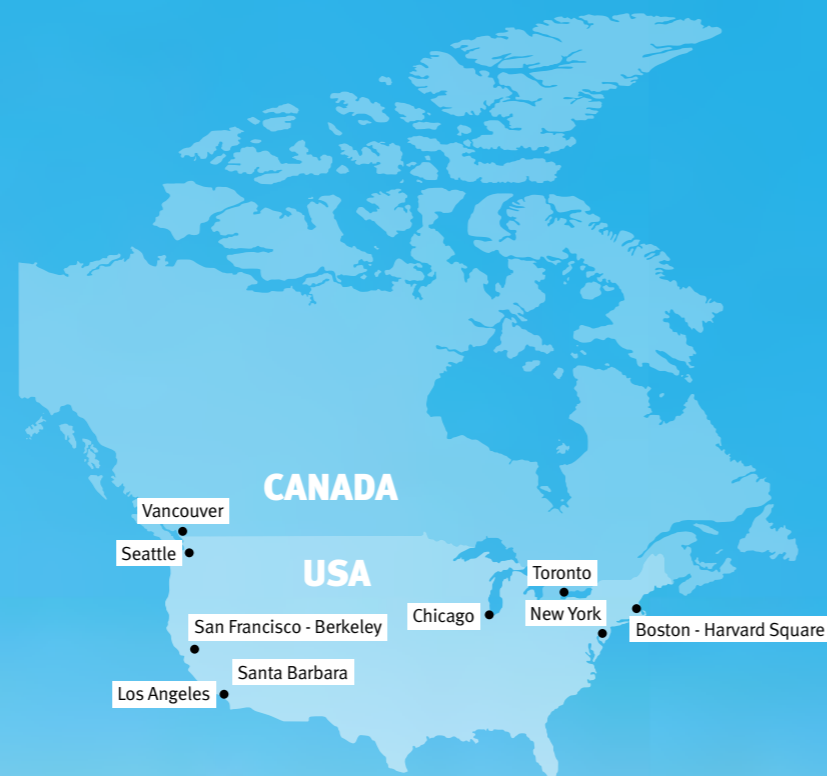 CANADA
Vancouver
Seattle
USA
Toronto
Chicago
New York
San Francisco - Berkeley
Boston - Harvard Square
Santa Barbara
Los Angeles